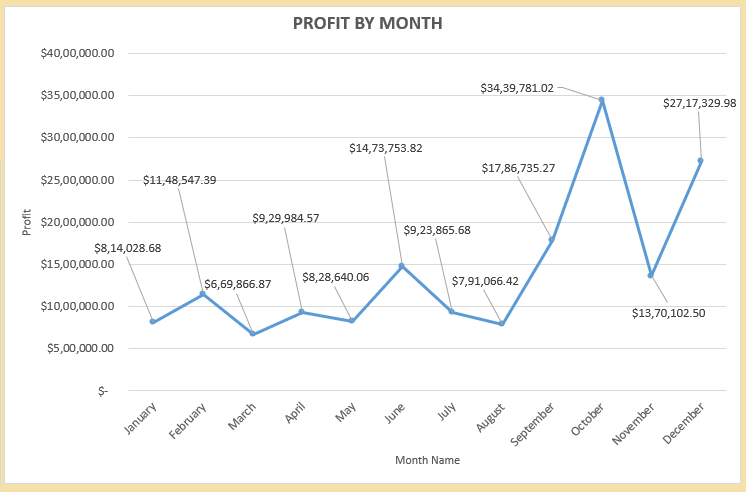 PROFIT BY MONTH
$40,00,000.00
$35,00,000.00
$30,00,000.00
$25,00,000.00
$20,00,000.00
$15,00,000.00
$10,00,000.00
$5,00,000.00
$-
Profit
$8,14,028.68
$11,48,547.39
$6,69,866.87
$9,29,984.57
$8,28,640.06
$14,73,753.82
$9,23,865.68
$7,91,066.42
$17,86,735.27
$34,39,781.02
$13,70,102.50
$27,17,329.98
January
February
March
April
May
June
July
August
September
October
November
December
Month Name